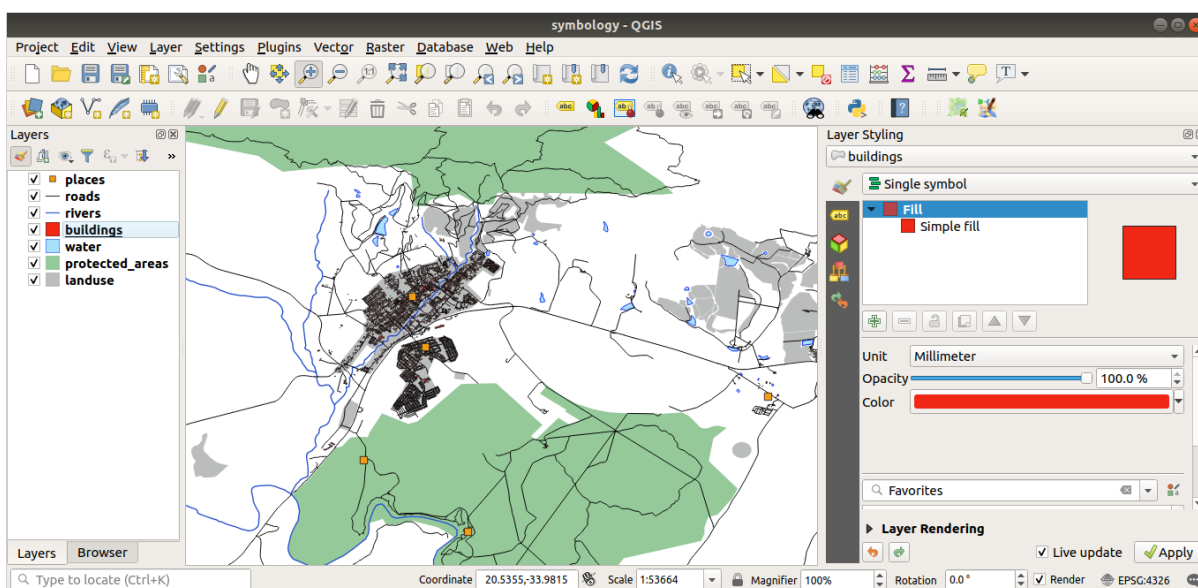 symbology - QGIS
Project Edit View Layer Settings Plugins Vector Raster Database Web Help
Layers
places
roads
rivers
buildings
water
protected_areas
landuse
Layers Browser
Layer Styling
buildings
Single symbol
Fill
Simple fill
Unit Millimeter
Opacity 100.0 %
Color
Favorites
Layer Rendering
Live update Apply
Type to locate (Ctrl+K) Coordinate 20.5355,-33.9815 Scale 1:53664 Magnifier 100% Rotation 0.0 ° Render EPSG:4326